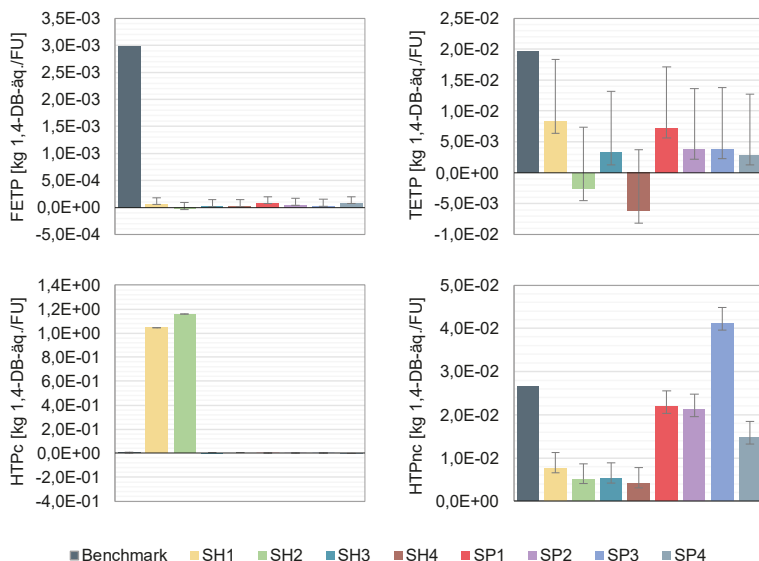 FETP [kg 1,4-DB-äq./FU]
3,5E-03
3,0E-03
2,5E-03
2,0E-03
1,5E-03
1,0E-03
5,0E-04
0,0E+00
-5,0E-04
TETP [kg 1,4-DB-äq./FU]
2,5E-02
2,0E-02
1,5E-02
1,0E-02
5,0E-03
0,0E+00
-5,0E-03
-1,0E-02
HTPc [kg 1,4-DB-äq./FU]
1,4E+00
1,2E+00
1,0E+00
8,0E-01
6,0E-01
4,0E-01
2,0E-01
0,0E+00
-2,0E-01
-4,0E-01
HTPnc [kg 1,4-DB-äq./FU]
5,0E-02
4,0E-02
3,0E-02
2,0E-02
1,0E-02
0,0E+00
Benchmark SH1 SH2 SH3 SH4 SP1 SP2 SP3 SP4